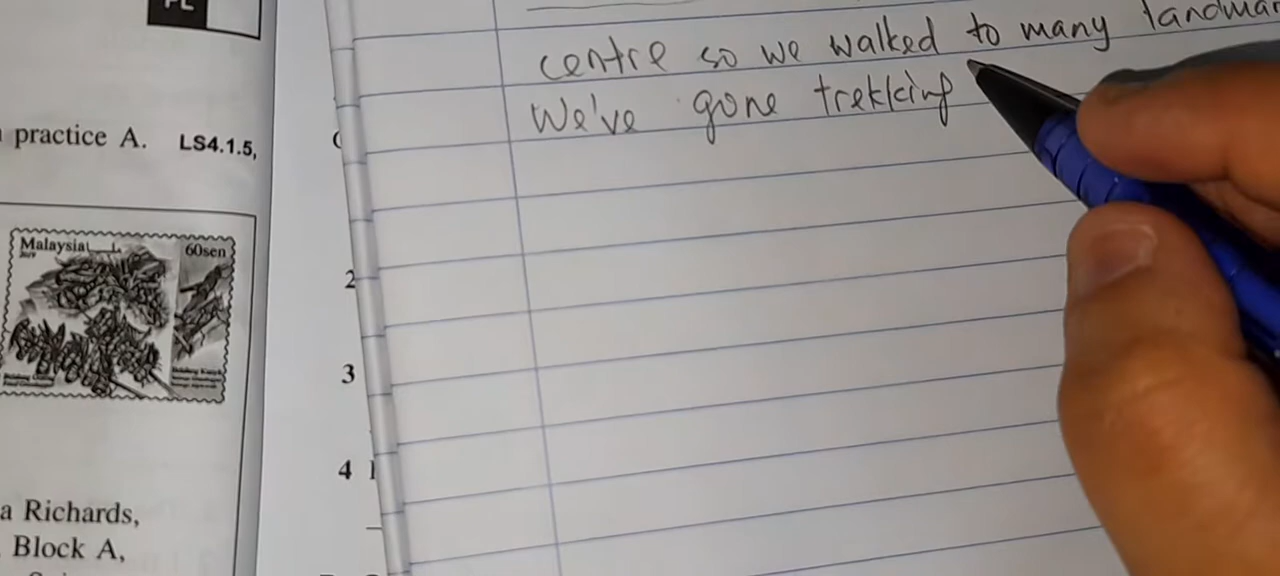 centre so we walked to many landmar
We've gone trekking
practice A. LS4.1.5,
Malaysia
60sen
2
3
4
a Richards,
Block A,